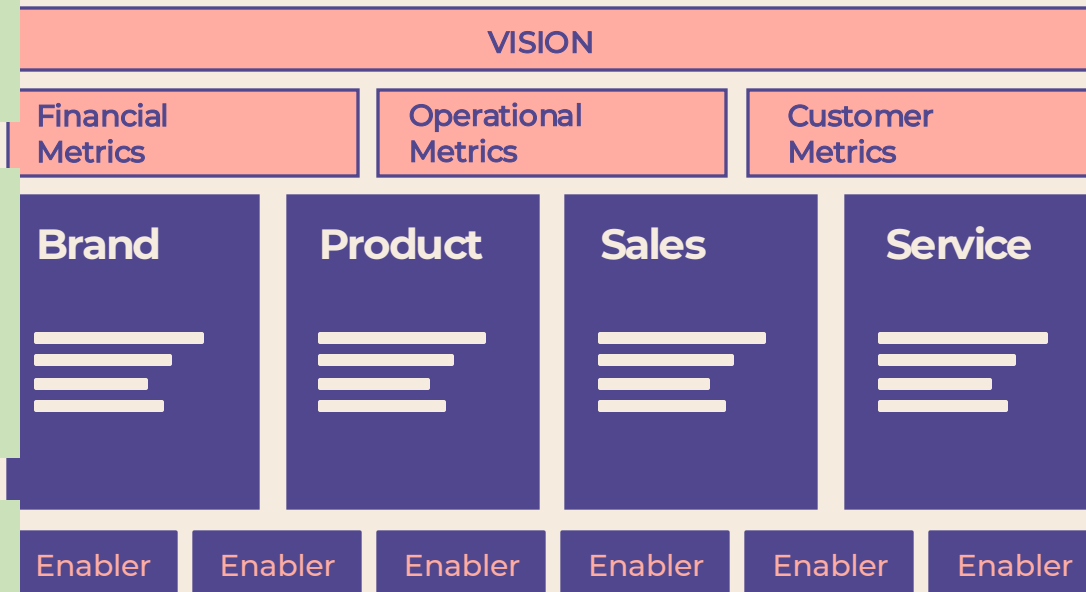 VISION
Financial
Metrics
Operational
Metrics
Customer
Metrics
Brand
Product
Sales
Service
Enabler
Enabler
Enabler
Enabler
Enabler
Enabler